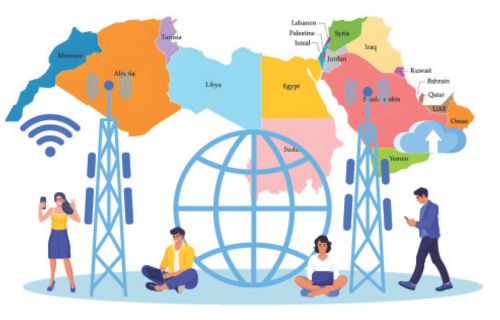 Lebanon
Palestine
Israel
Syria
Tunisia
Iraq
Morocco
Jordan
Algeria
Kuwait
Libya
Egypt
Bahrain
Qatar
Saudi Arabia
UAE
Oman
Suda
Yemen